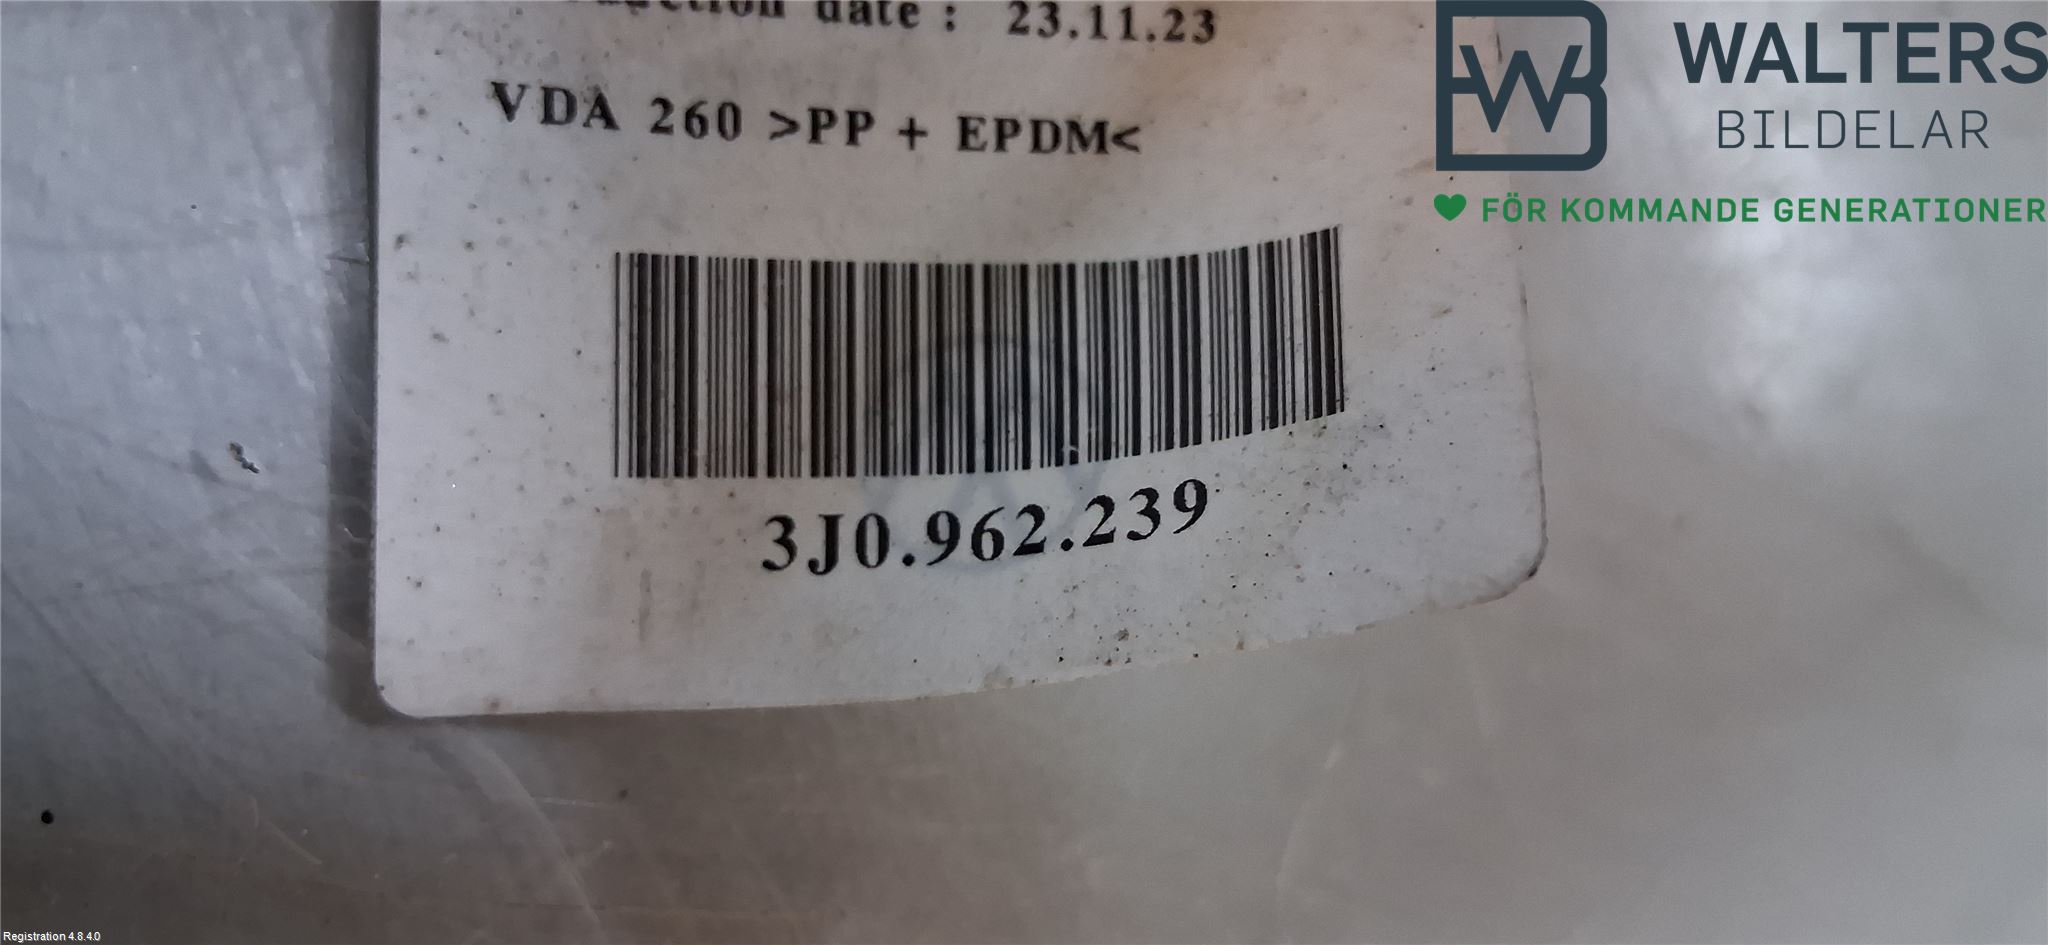 date : 23.11.23
VDA 260 >PP + EPDM<
3J0.962.239
WALTERS
BILDELAR
FÖR KOMMANDE GENERATIONER
Registration 4.8.4.0